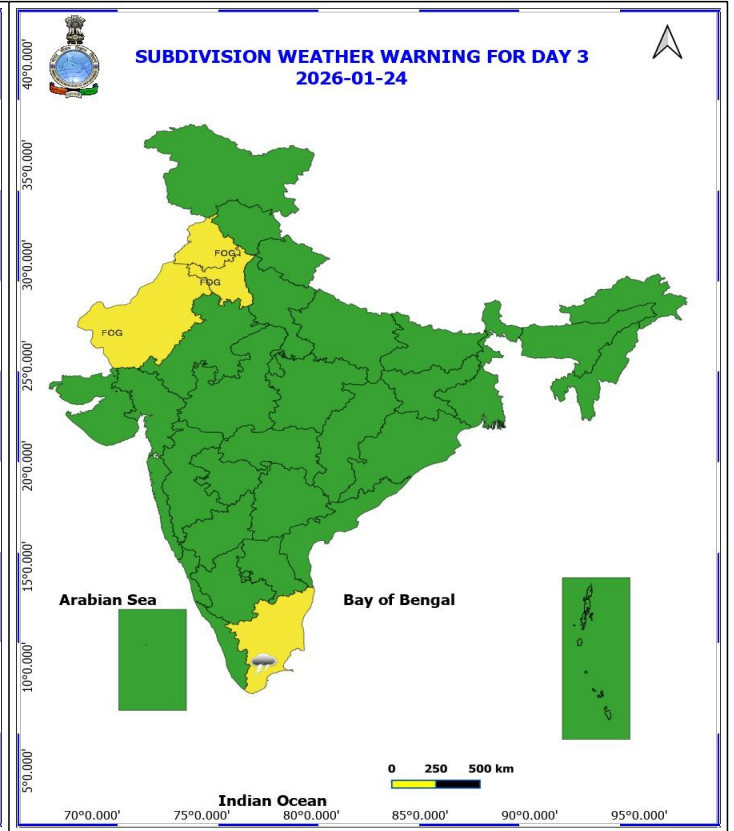 SUBDIVISION WEATHER WARNING FOR DAY 3
2026-01-24
40°0.000'
35°0.000'
30°0.000'
25°0.000'
20°0.000'
15°0.000'
10°0.000'
5°0.000'
FOG
FOG
FOG
Arabian Sea
Bay of Bengal
0 250 500 km
Indian Ocean
70°0.000' 75°0.000' 80°0.000' 85°0.000' 90°0.000' 95°0.000'